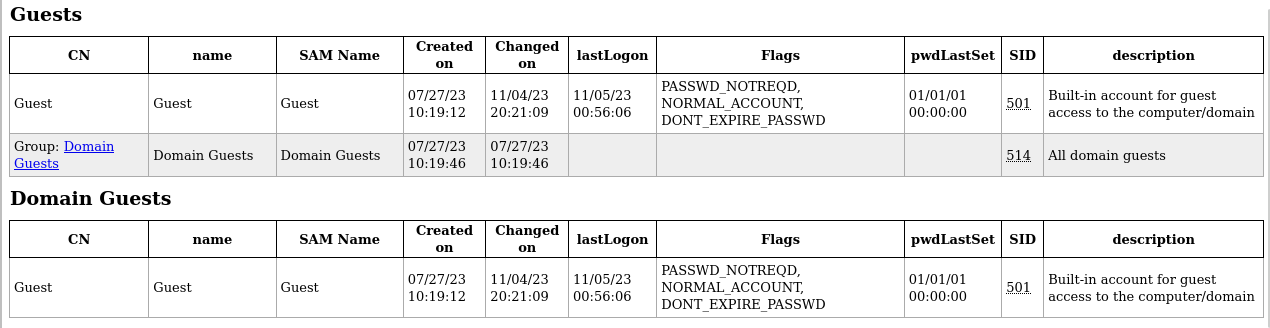 Guests
CN name SAM Name Created on Changed on lastLogon Flags pwdLastSet SID description
Guest Guest Guest 07/27/23 10:19:12 11/04/23 20:21:09 11/05/23 00:56:06 PASSWD_NOTREQD, NORMAL_ACCOUNT, DONT_EXPIRE_PASSWD 01/01/01 00:00:00 501 Built-in account for guest access to the computer/domain
Group: Domain Guests Domain Guests Domain Guests 07/27/23 10:19:46 07/27/23 10:19:46 514 All domain guests
Domain Guests
CN name SAM Name Created on Changed on lastLogon Flags pwdLastSet SID description
Guest Guest Guest 07/27/23 10:19:12 11/04/23 20:21:09 11/05/23 00:56:06 PASSWD_NOTREQD, NORMAL_ACCOUNT, DONT_EXPIRE_PASSWD 01/01/01 00:00:00 501 Built-in account for guest access to the computer/domain